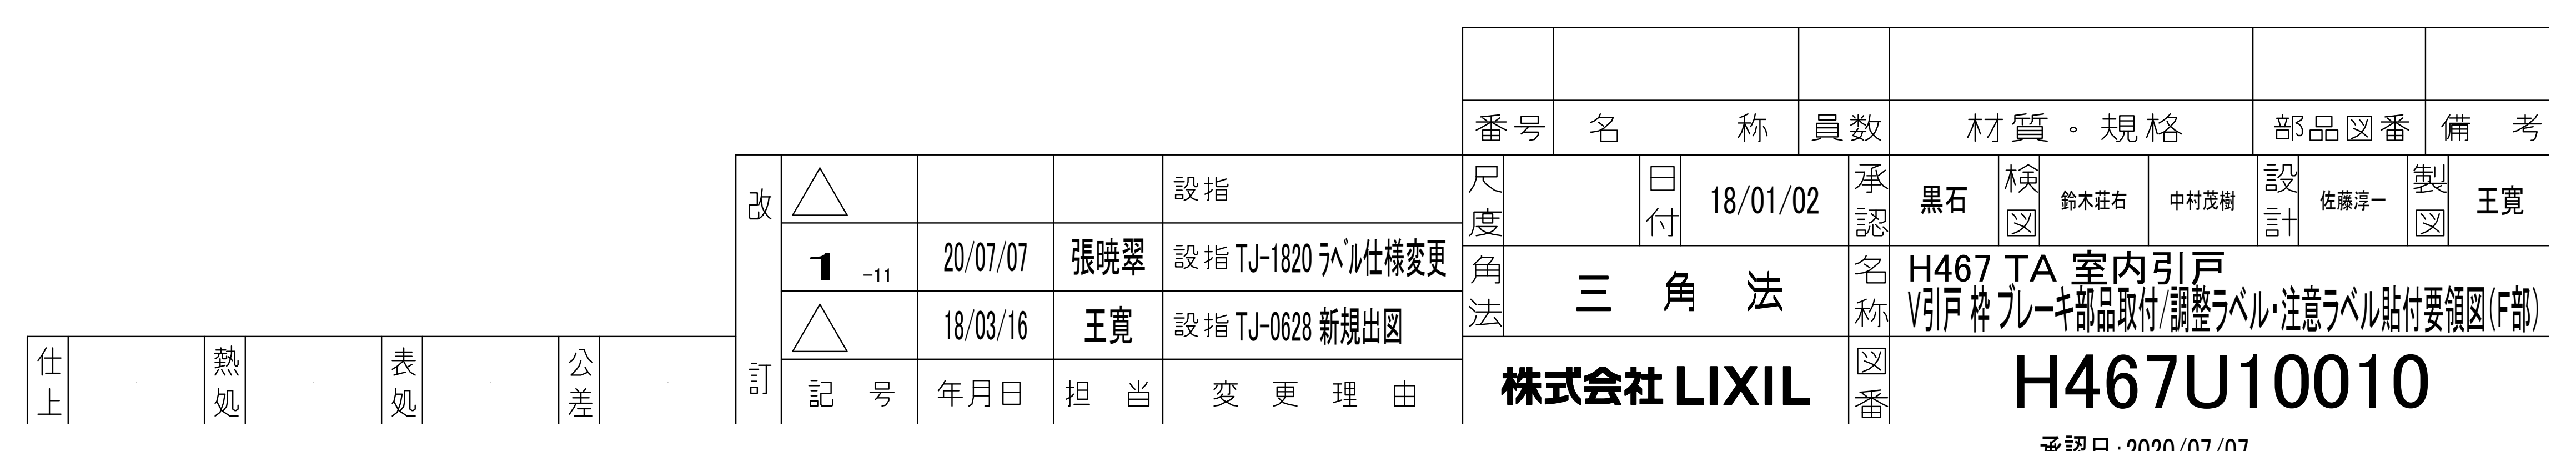 番号 名 称 員数 材質・規格 部品図番 備 考
尺度 日付 18/01/02 承認 黒石 検図 鈴木荘右 中村茂樹 設計 佐藤淳一 製図 王寛
改訂 設指
1 -11 20/07/07 張暁翠 設指 TJ-1820 ラベル仕様変更
18/03/16 王寛 設指 TJ-0628 新規出図
記 号 年月日 担 当 変 更 理 由
角法 三 角 法 名称 H467 TA 室内引戸
V引戸 枠 ブレーキ部品取付/調整ラベル・注意ラベル貼付要領図(F部)
仕上 熱処 表処 公差
株式会社 LIXIL 図番 H467U10010
承認日:2020/07/07